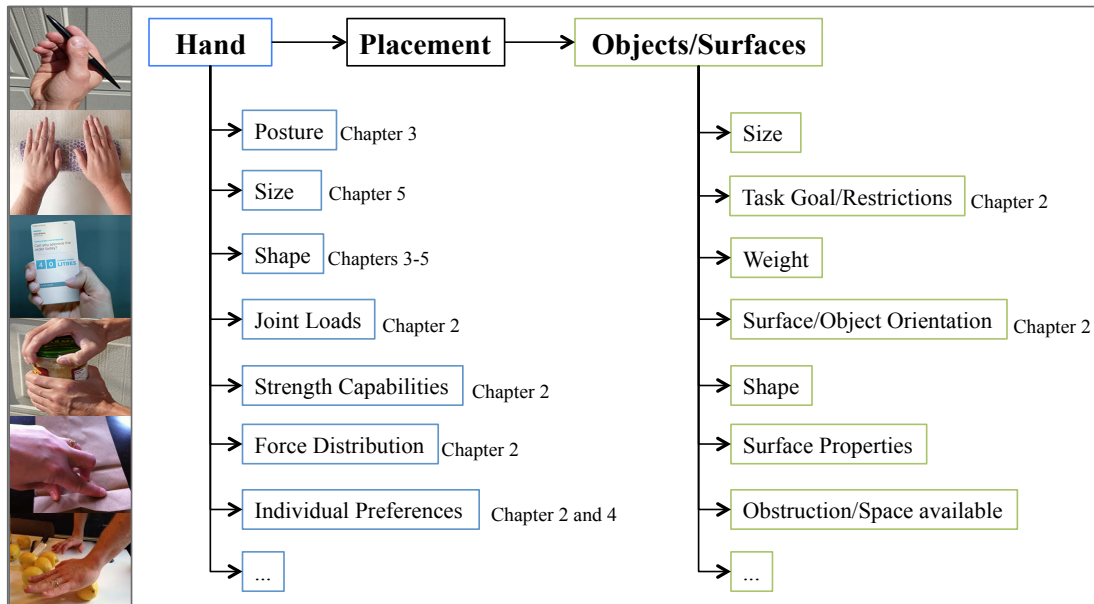 Hand
Placement
Objects/Surfaces
Posture
Chapter 3
Size
Chapter 5
Shape
Chapters 3-5
Joint Loads
Chapter 2
Strength Capabilities
Chapter 2
Force Distribution
Chapter 2
Individual Preferences
Chapter 2 and 4
...
Size
Task Goal/Restrictions
Chapter 2
Weight
Surface/Object Orientation
Chapter 2
Shape
Surface Properties
Obstruction/Space available
...
4 0 LITRES